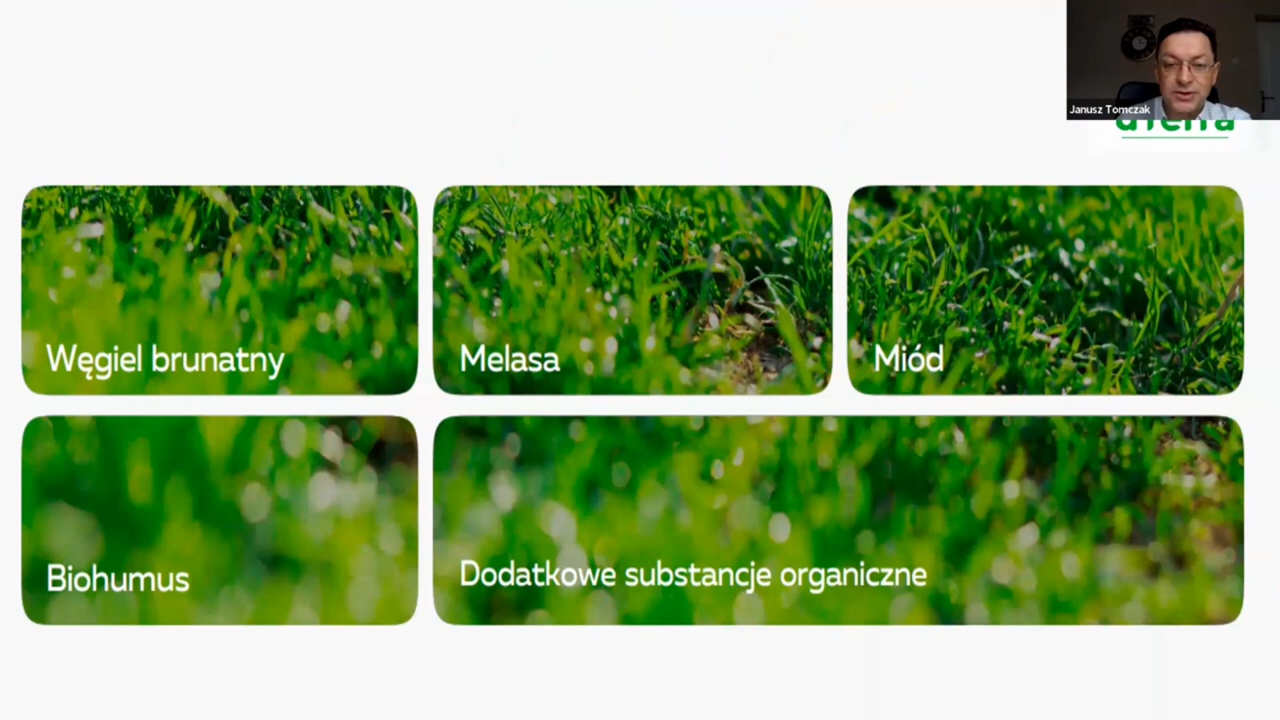 Janusz Tomczak
Węgiel brunatny
Melasa
Miód
Biohumus
Dodatkowe substancje organiczne